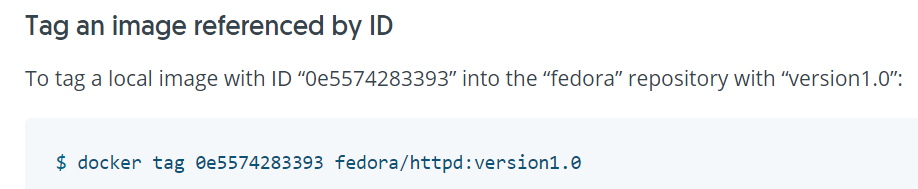 Tag an image referenced by ID
To tag a local image with ID “0e5574283393” into the “fedora” repository with “version1.0”:
$ docker tag 0e5574283393 fedora/httpd:version1.0